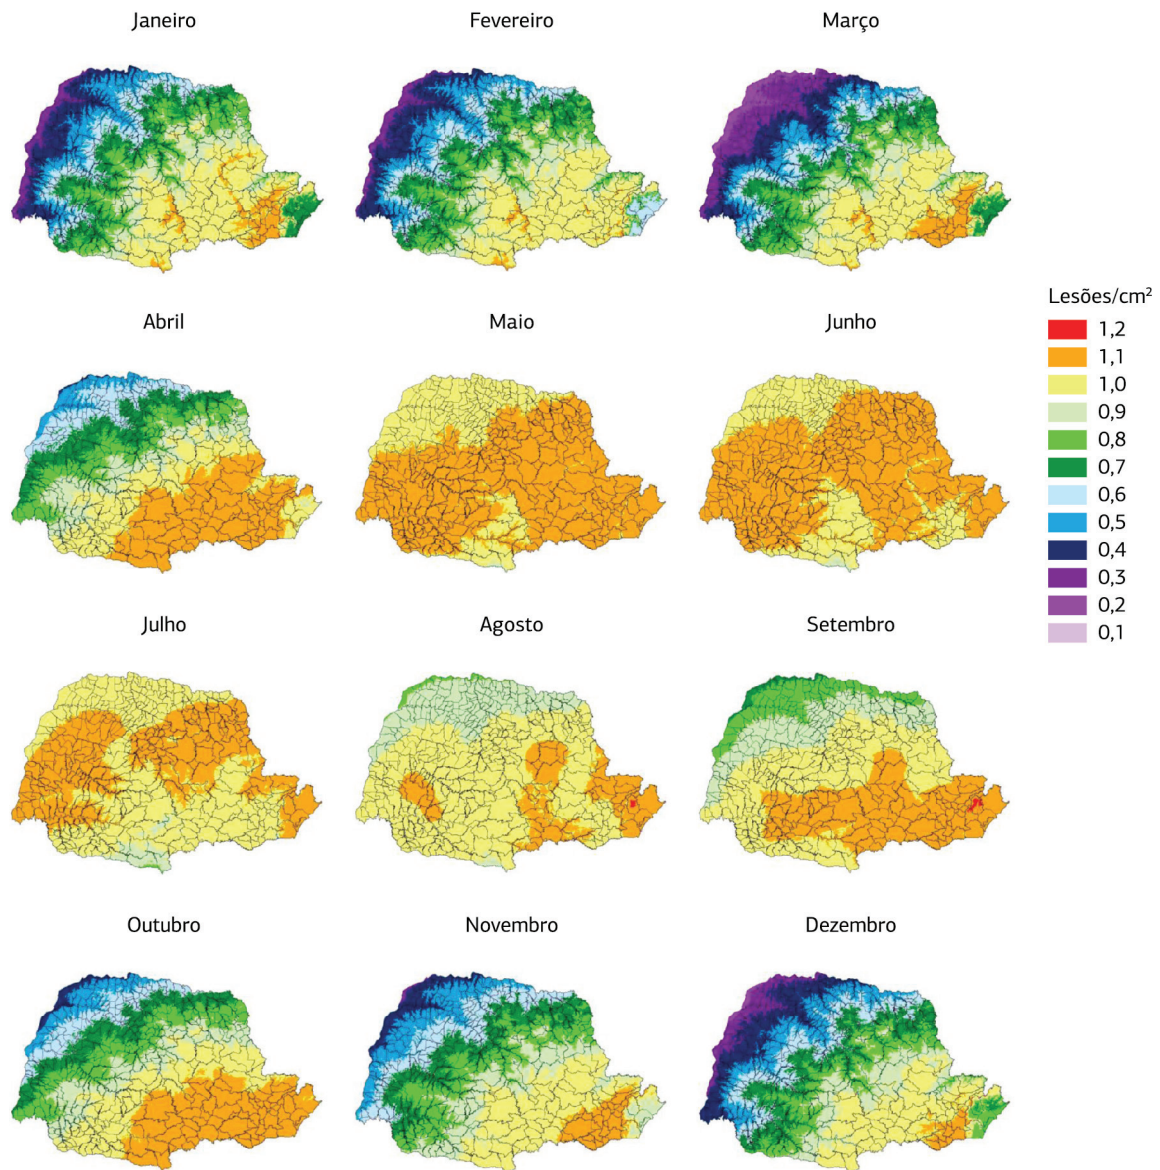 Janeiro
Fevereiro
Março
Abril
Maio
Junho
Julho
Agosto
Setembro
Outubro
Novembro
Dezembro
Lesões/cm²
1,2
1,1
1,0
0,9
0,8
0,7
0,6
0,5
0,4
0,3
0,2
0,1